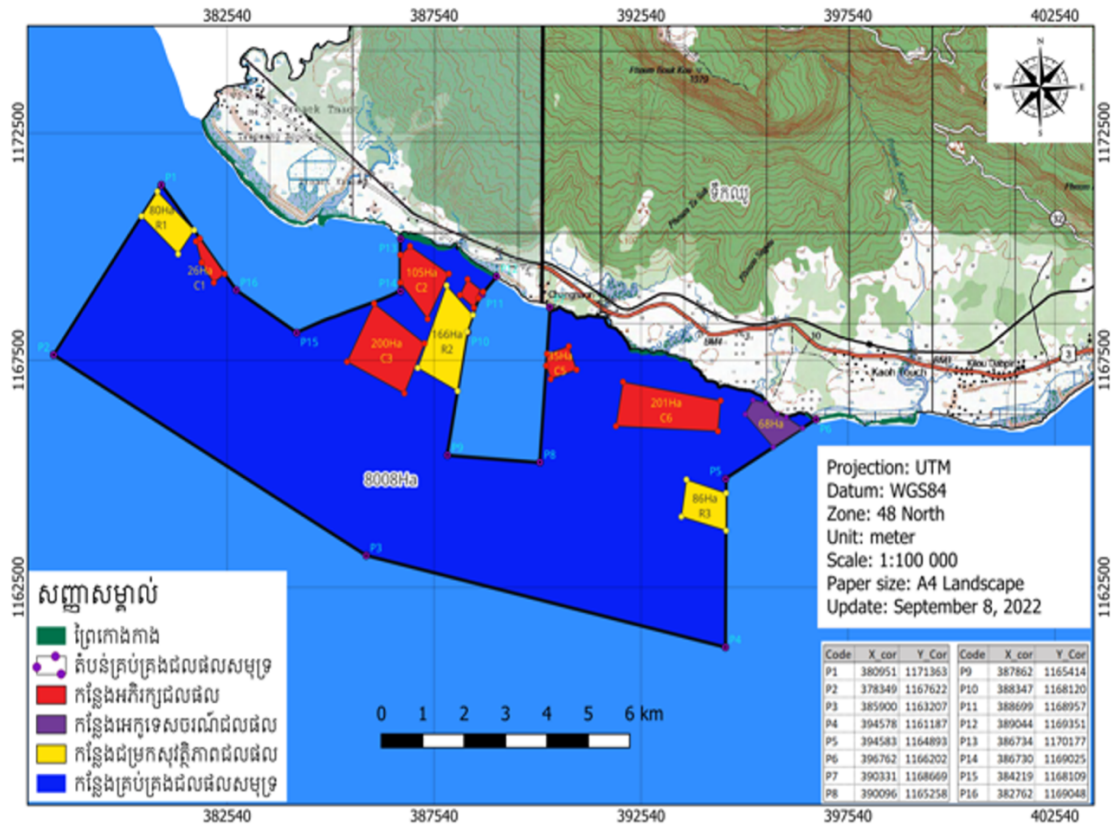 382540 387540 392540 397540 402540
1172500
1167500
1162500
1172500
1167500
1162500
N
W E
S
Phnom Bouk Kou
1079
ទឹកឈូ
32
P1
80Ha
R1
26Ha
C1
P16
P2
P15
P13
P14
105Ha
C2
P11
166Ha
R2
P10
200Ha
C3
35Ha
C5
Kaoh Touch
3
201Ha
C6
68Ha
P6
P9
P8
P5
8008Ha
86Ha
R3
P3
P4
Projection: UTM
Datum: WGS84
Zone: 48 North
Unit: meter
Scale: 1:100 000
Paper size: A4 Landscape
Update: September 8, 2022
សញ្ញាសម្គាល់
ព្រៃកោងកាង
តំបន់គ្រប់គ្រងជលផលសមុទ្រ
កន្លែងអភិរក្សជលផល
កន្លែងអេកូទេសចរណ៍ជលផល
កន្លែងជម្រកសុវត្ថិភាពជលផល
កន្លែងគ្រប់គ្រងជលផលសមុទ្រ
0 1 2 3 4 5 6 km
Code X_cor Y_Cor Code X_cor Y_Cor
P1 380951 1171363 P9 387862 1165414
P2 378349 1167622 P10 388347 1168120
P3 385900 1163207 P11 388699 1168957
P4 394578 1161187 P12 389044 1169351
P5 394583 1164893 P13 386734 1170177
P6 396762 1166202 P14 386730 1169025
P7 390331 1168669 P15 384219 1168109
P8 390096 1165258 P16 382762 1169048
382540 387540 392540 397540 402540